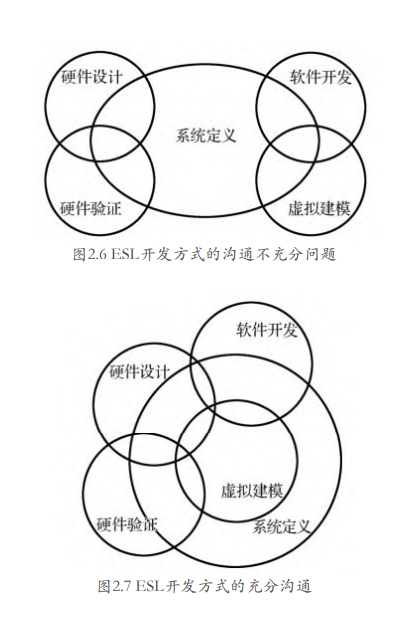 硬件设计
软件开发
系统定义
硬件验证
虚拟建模
图2.6 ESL开发方式的沟通不充分问题
软件开发
硬件设计
虚拟建模
硬件验证
系统定义
图2.7 ESL开发方式的充分沟通